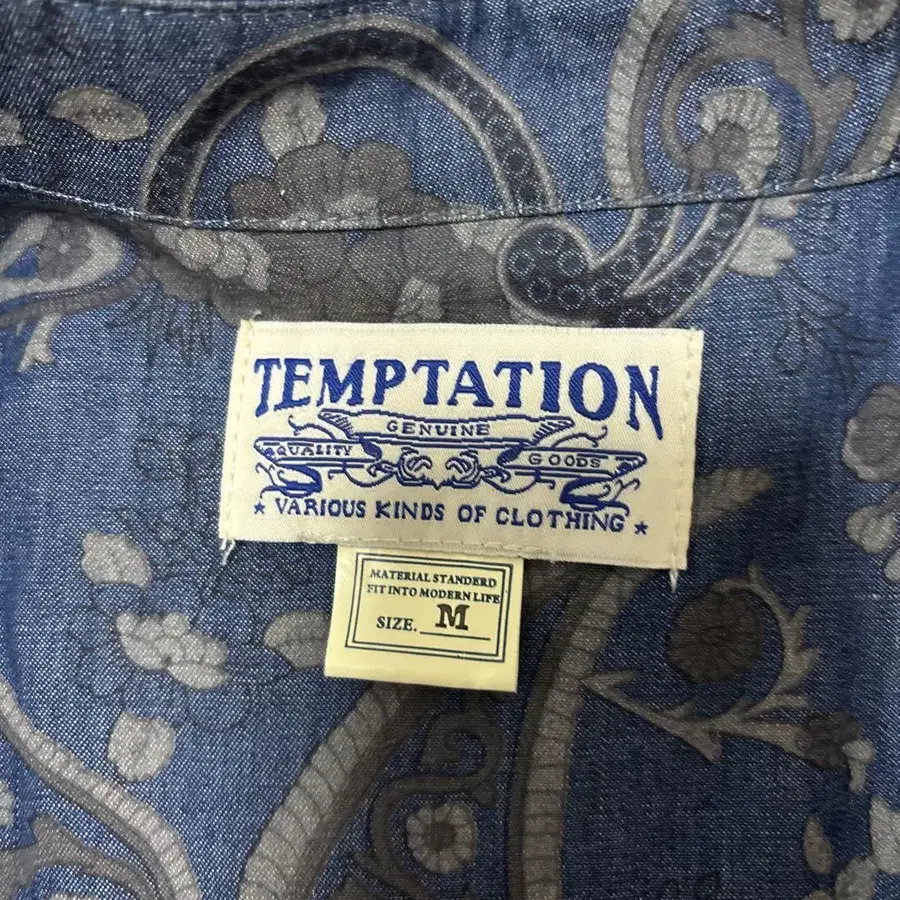 TEMPTATION
GENUINE
QUALITY GOODS
* VARIOUS KINDS OF CLOTHING *
MATERIAL STANDERD
FIT INTO MODERN LIFE
SIZE. M